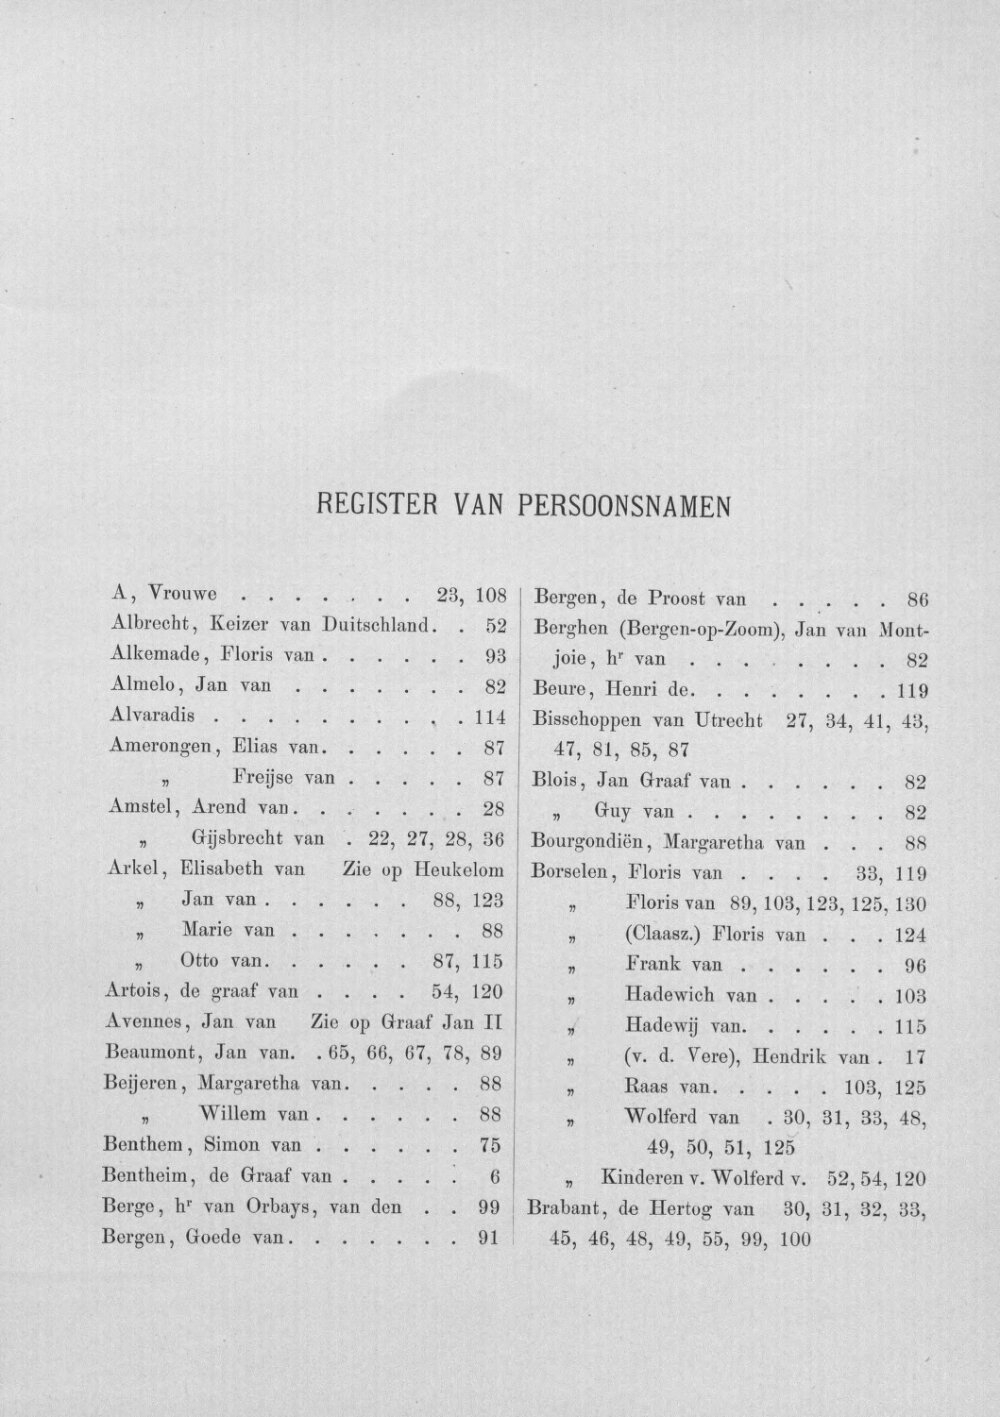 REGISTER VAN PERSOONSNAMEN
A, Vrouwe . . . . . . . 23, 108
Albrecht, Keizer van Duitschland. . 52
Alkemade, Floris van . . . . . . 93
Almelo, Jan van . . . . . . . 82
Alvaradis . . . . . . . . . . 114
Amerongen, Elias van. . . . . . 87
„ Freijse van . . . . . 87
Amstel, Arend van. . . . . . . 28
„ Gijsbrecht van . 22, 27, 28, 36
Arkel, Elisabeth van Zie op Heukelom
„ Jan van . . . . . . 88, 123
„ Marie van . . . . . . . 88
„ Otto van. . . . . . 87, 115
Artois, de graaf van . . . . 54, 120
Avennes, Jan van Zie op Graaf Jan II
Beaumont, Jan van. . 65, 66, 67, 78, 89
Beijeren, Margaretha van. . . . . 88
„ Willem van . . . . . . 88
Benthem, Simon van . . . . . . 75
Bentheim, de Graaf van . . . . . 6
Berge, hr van Orbays, van den . . 99
Bergen, Goede van. . . . . . . 91
Bergen, de Proost van . . . . . 86
Berghen (Bergen-op-Zoom), Jan van Mont-
joie, hr van . . . . . . . . 82
Beure, Henri de. . . . . . . . 119
Bisschoppen van Utrecht 27, 34, 41, 43,
47, 81, 85, 87
Blois, Jan Graaf van . . . . . . 82
„ Guy van . . . . . . . . 82
Bourgondiën, Margaretha van . . . 88
Borselen, Floris van . . . . 33, 119
„ Floris van 89, 103, 123, 125, 130
„ (Claasz.) Floris van . . . 124
„ Frank van . . . . . . 96
„ Hadewich van . . . . . 103
„ Hadewij van. . . . . . 115
„ (v. d. Vere), Hendrik van . 17
„ Raas van. . . . . 103, 125
„ Wolferd van . 30, 31, 33, 48,
49, 50, 51, 125
„ Kinderen v. Wolferd v. 52, 54, 120
Brabant, de Hertog van 30, 31, 32, 33,
45, 46, 48, 49, 55, 99, 100